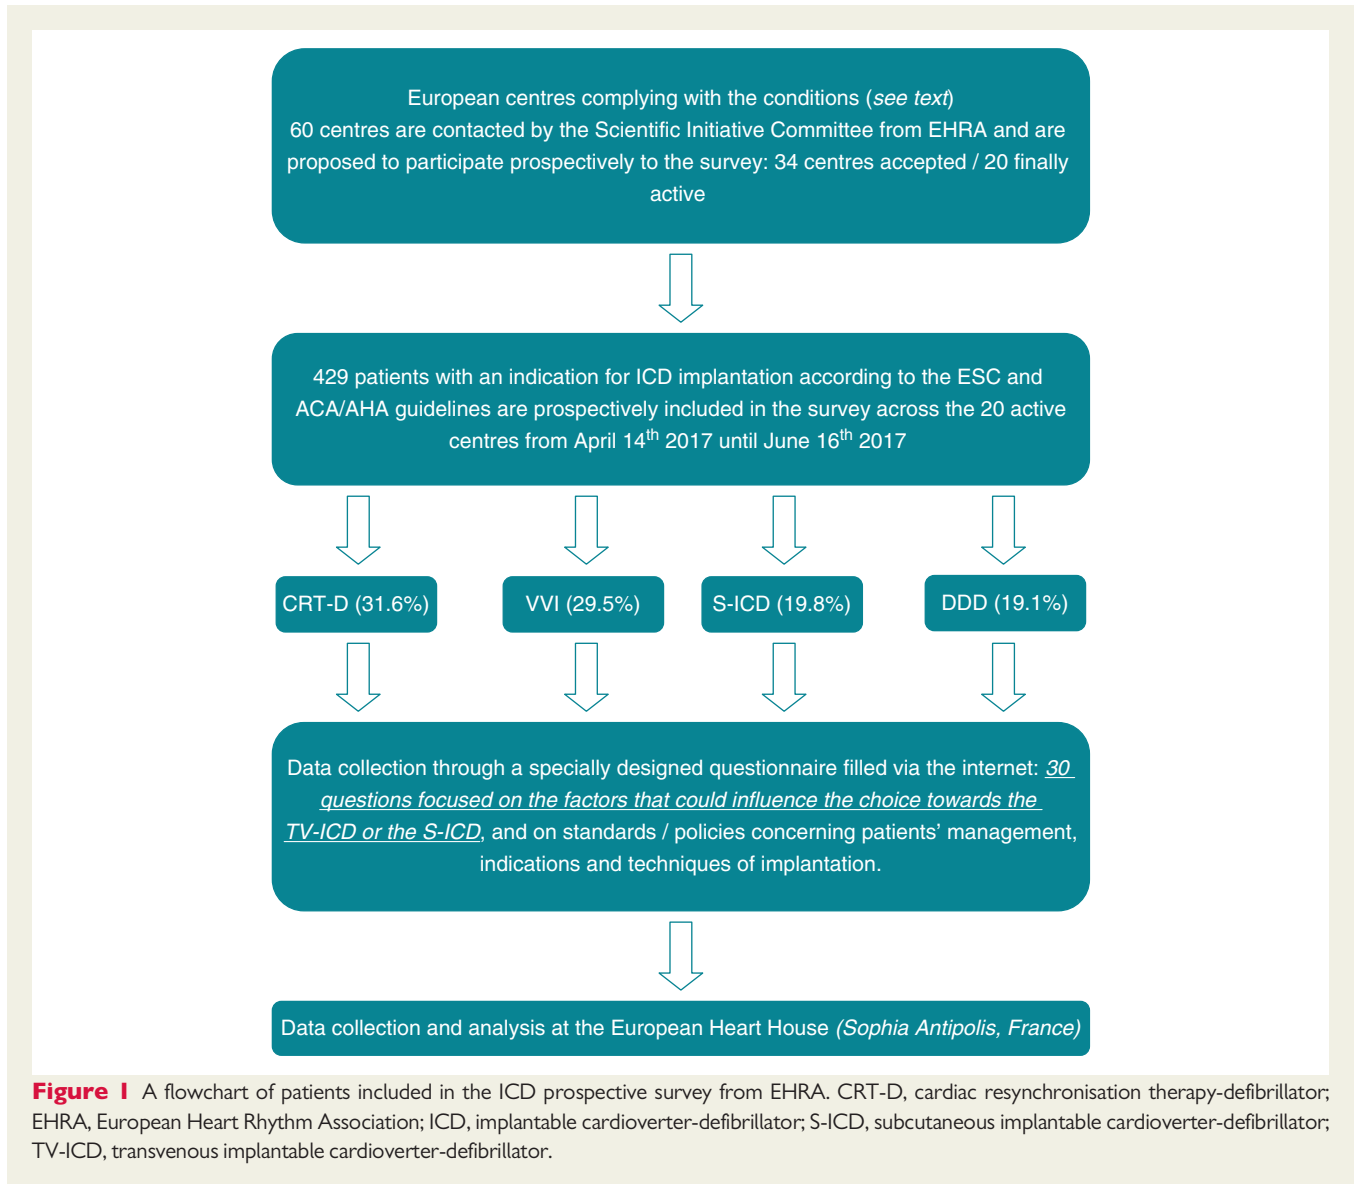 European centres complying with the conditions (see text)
60 centres are contacted by the Scientific Initiative Committee from EHRA and are
proposed to participate prospectively to the survey: 34 centres accepted / 20 finally
active
429 patients with an indication for ICD implantation according to the ESC and
ACA/AHA guidelines are prospectively included in the survey across the 20 active
centres from April 14th 2017 until June 16th 2017
CRT-D (31.6%)
VVI (29.5%)
S-ICD (19.8%)
DDD (19.1%)
Data collection through a specially designed questionnaire filled via the internet: 30
questions focused on the factors that could influence the choice towards the
TV-ICD or the S-ICD, and on standards / policies concerning patients’ management,
indications and techniques of implantation.
Data collection and analysis at the European Heart House (Sophia Antipolis, France)
Figure 1 A flowchart of patients included in the ICD prospective survey from EHRA. CRT-D, cardiac resynchronisation therapy-defibrillator;
EHRA, European Heart Rhythm Association; ICD, implantable cardioverter-defibrillator; S-ICD, subcutaneous implantable cardioverter-defibrillator;
TV-ICD, transvenous implantable cardioverter-defibrillator.